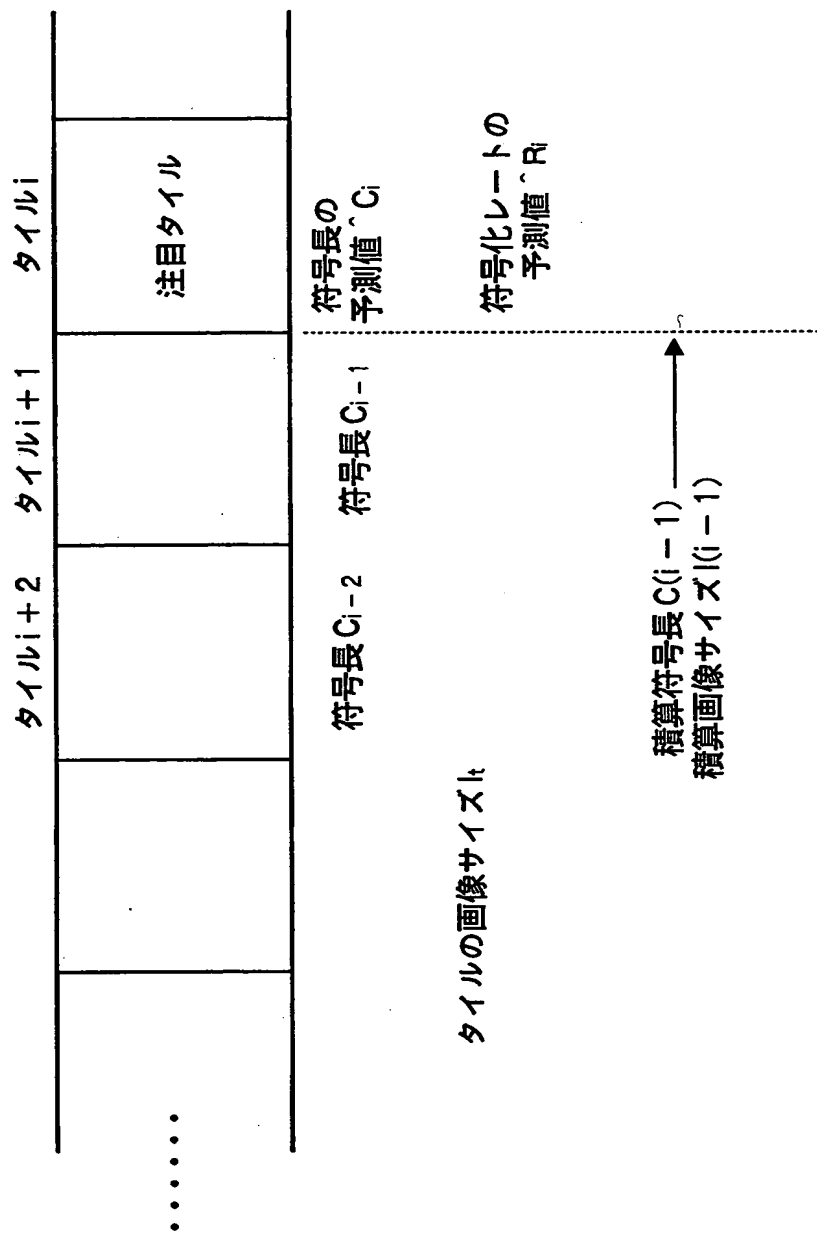 タイルi+2
タイルi+1
タイルi
注目タイル
......
符号長Ci-2
符号長Ci-1
符号長の
予測値^Ci
タイルの画像サイズIt
符号化レートの
予測値^Ri
積算符号長C(i-1)
積算画像サイズI(i-1)